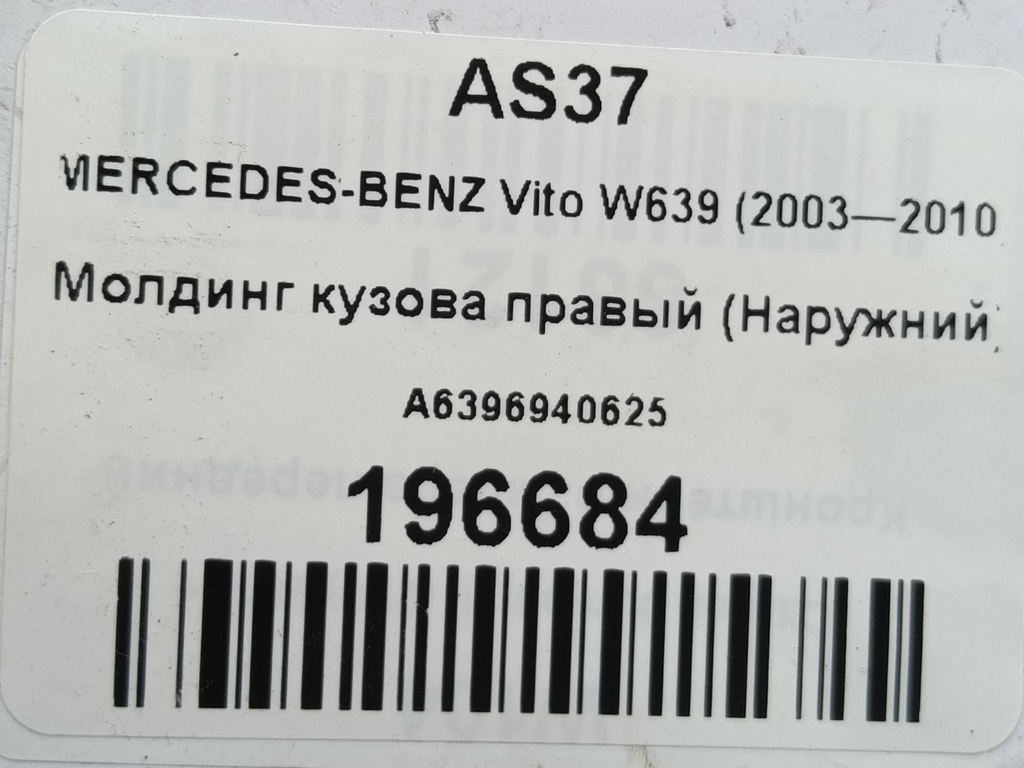 AS37
MERCEDES-BENZ Vito W639 (2003—2010
Молдинг кузова правый (Наружний)
A6396940625
196684